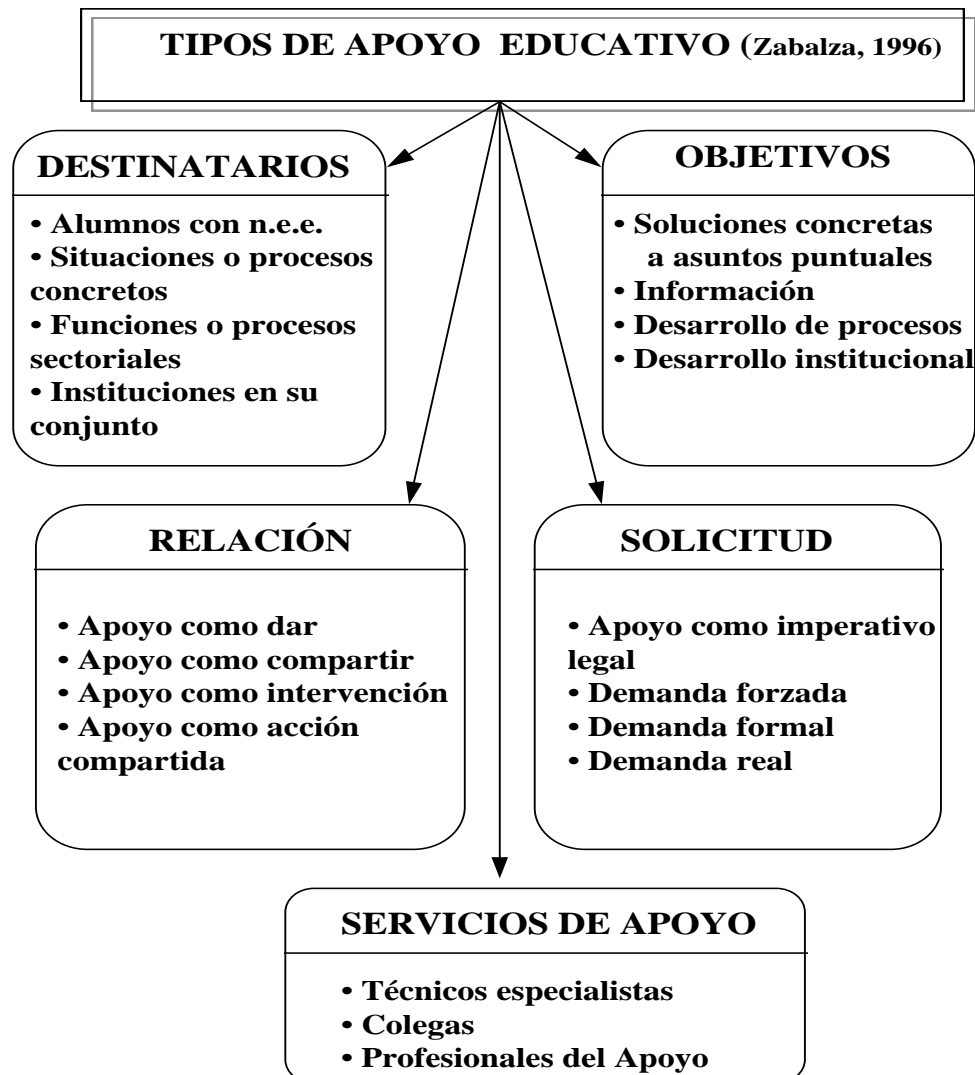 TIPOS DE APOYO EDUCATIVO (Zabalza, 1996)
DESTINATARIOS
• Alumnos con n.e.e.
• Situaciones o procesos
concretos
• Funciones o procesos
sectoriales
• Instituciones en su
conjunto
OBJETIVOS
• Soluciones concretas
a asuntos puntuales
• Información
• Desarrollo de procesos
• Desarrollo institucional
RELACIÓN
• Apoyo como dar
• Apoyo como compartir
• Apoyo como intervención
• Apoyo como acción
compartida
SOLICITUD
• Apoyo como imperativo
legal
• Demanda forzada
• Demanda formal
• Demanda real
SERVICIOS DE APOYO
• Técnicos especialistas
• Colegas
• Profesionales del Apoyo